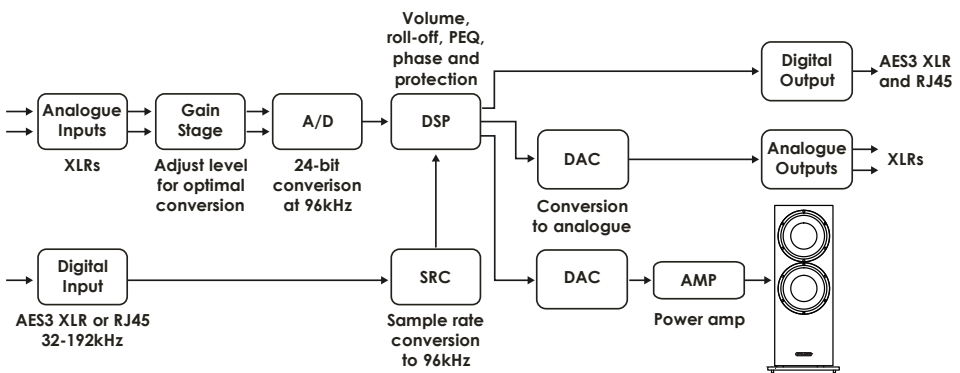 Volume,
roll-off, PEQ,
phase and
protection
Analogue
Inputs
XLRs
Gain
Stage
Adjust level
for optimal
conversion
A/D
24-bit
converison
at 96kHz
DSP
Digital
Output
AES3 XLR
and RJ45
DAC
Conversion
to analogue
Analogue
Outputs
XLRs
Digital
Input
AES3 XLR or RJ45
32-192kHz
SRC
Sample rate
conversion
to 96kHz
DAC
AMP
Power amp